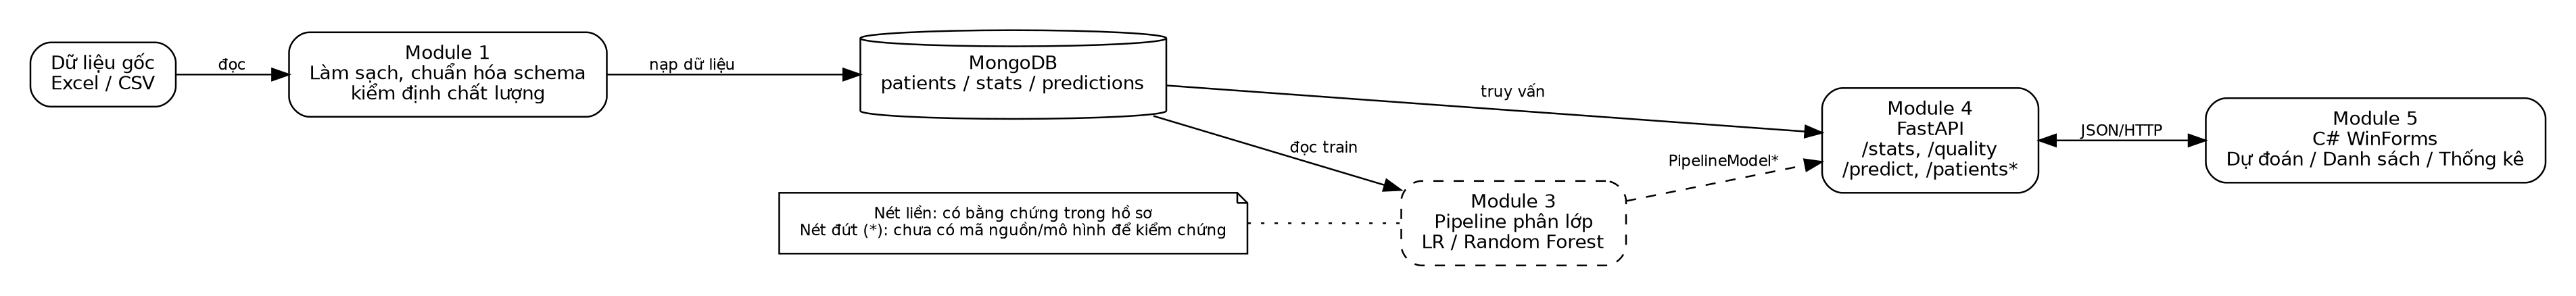 Dữ liệu gốc
Excel / CSV
đọc
Module 1
Làm sạch, chuẩn hóa schema
kiểm định chất lượng
nạp dữ liệu
MongoDB
patients / stats / predictions
truy vấn
đọc train
Module 3
Pipeline phân lớp
LR / Random Forest
Nét liền: có bằng chứng trong hồ sơ
Nét đứt (*): chưa có mã nguồn/mô hình để kiểm chứng
PipelineModel*
Module 4
FastAPI
/stats, /quality
/predict, /patients*
JSON/HTTP
Module 5
C# WinForms
Dự đoán / Danh sách / Thống kê